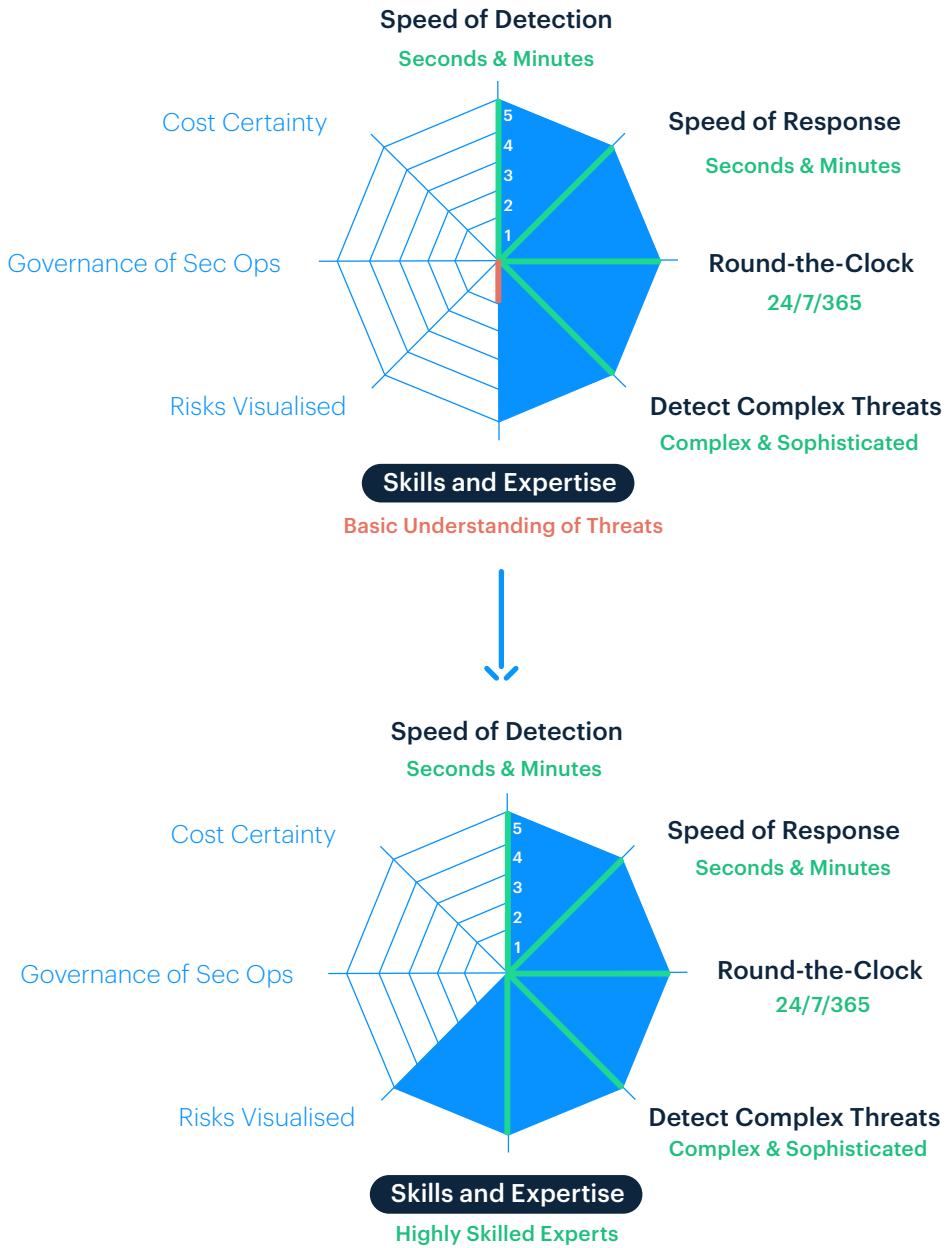 Speed of Detection
Seconds & Minutes
Cost Certainty
Speed of Response
Seconds & Minutes
5
4
3
2
1
Governance of Sec Ops
Round-the-Clock
24/7/365
Risks Visualised
Detect Complex Threats
Complex & Sophisticated
Skills and Expertise
Basic Understanding of Threats
Speed of Detection
Seconds & Minutes
Cost Certainty
Speed of Response
Seconds & Minutes
5
4
3
2
1
Governance of Sec Ops
Round-the-Clock
24/7/365
Risks Visualised
Detect Complex Threats
Complex & Sophisticated
Skills and Expertise
Highly Skilled Experts